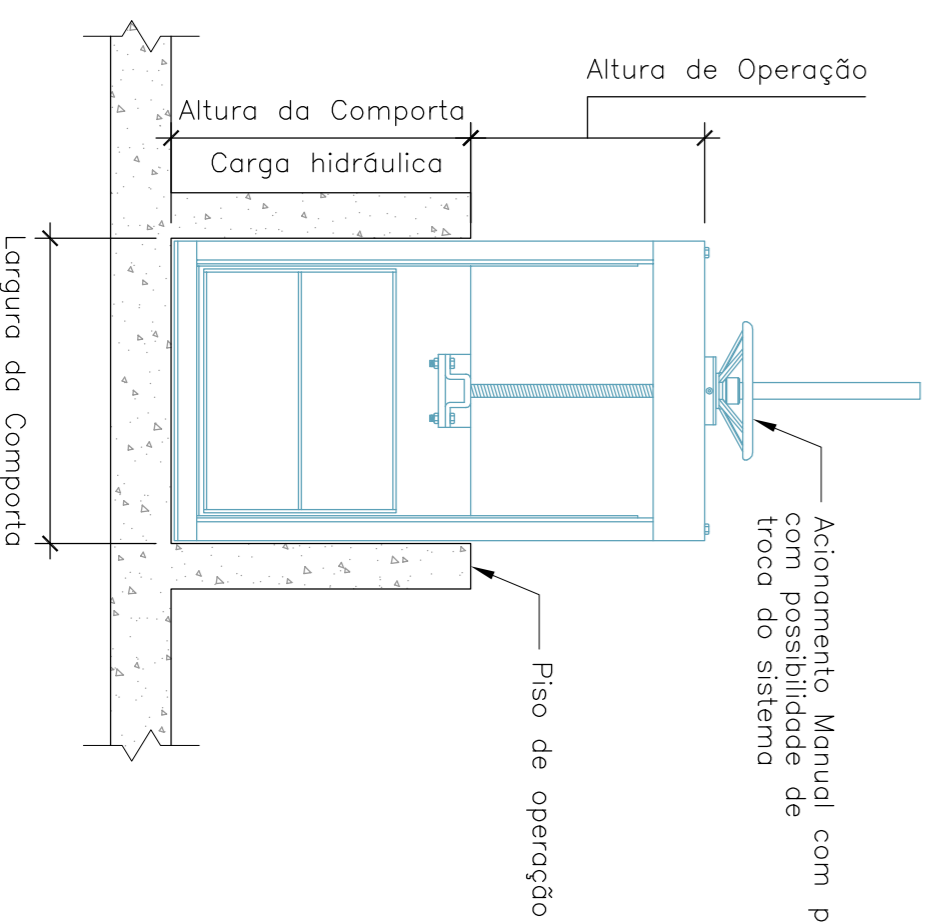 Altura de Operação
Altura da Comporta
Carga hidráulica
Largura da Comporta
Acionamento Manual com
com possibilidade de
troca do sistema
Piso de operação